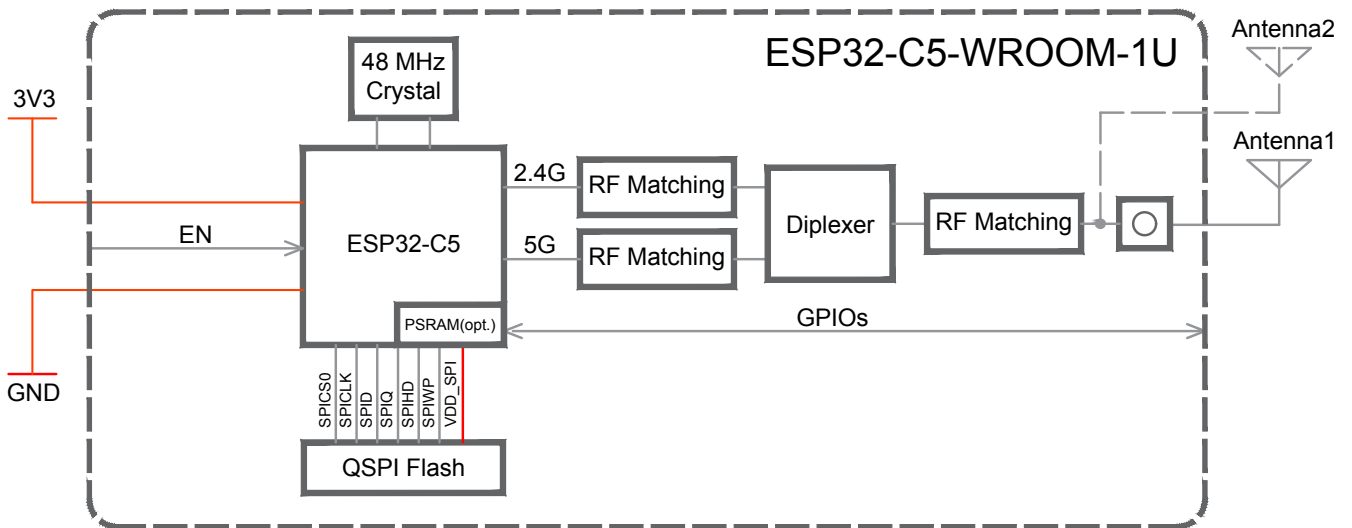 ESP32-C5-WROOM-1U
Antenna2
48 MHz
Crystal
3V3
Antenna1
2.4G
RF Matching
EN
ESP32-C5
Diplexer
RF Matching
5G
RF Matching
PSRAM(opt.)
GPIOs
GND
SPICS0
SPICLK
SPID
SPIQ
SPIHD
SPIWP
VDD_SPI
QSPI Flash